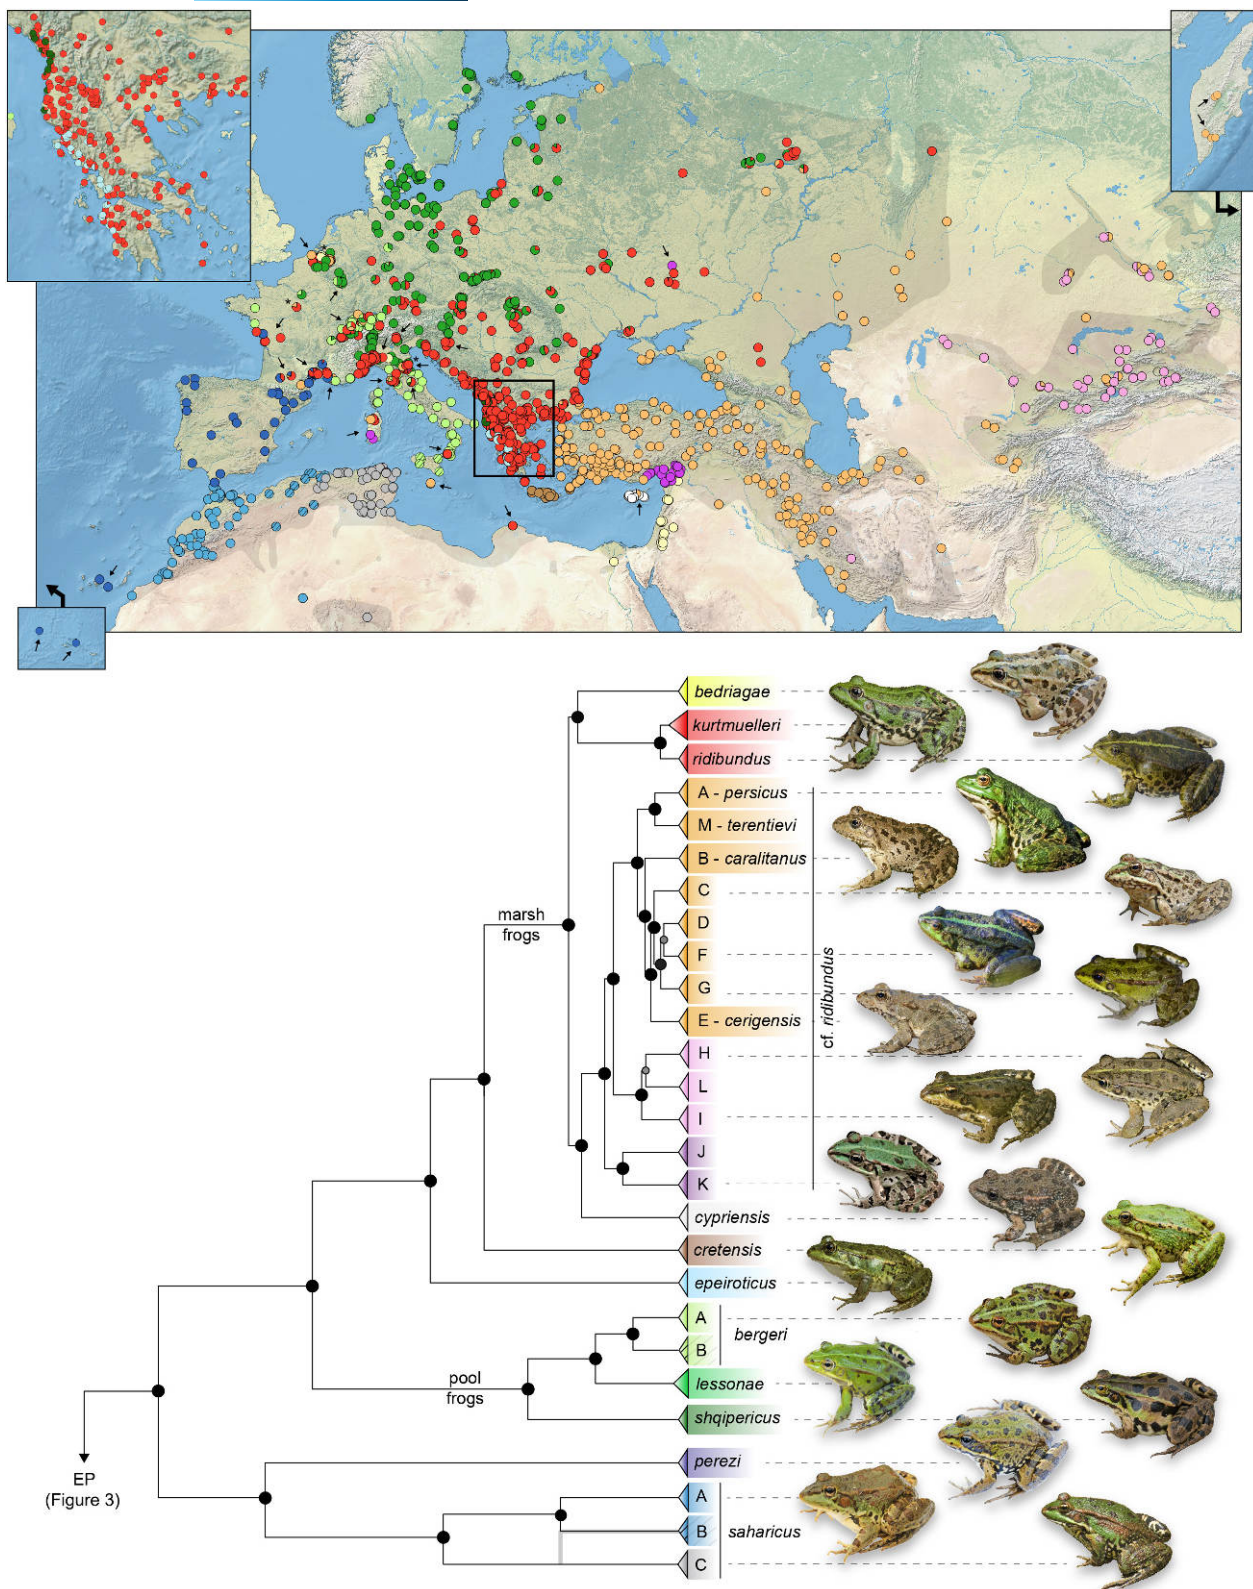 bedriagae
kurtmuelleri
ridibundus
A - persicus
M - terentievi
B - caralitanus
C
D
F
G
E - cerigensis
H
L
I
J
K
cf. ridibundus
marsh
frogs
cypriensis
cretensis
epeiroticus
A
B
bergeri
pool
frogs
lessonae
shqipericus
EP
(Figure 3)
perezi
A
B
saharicus
C